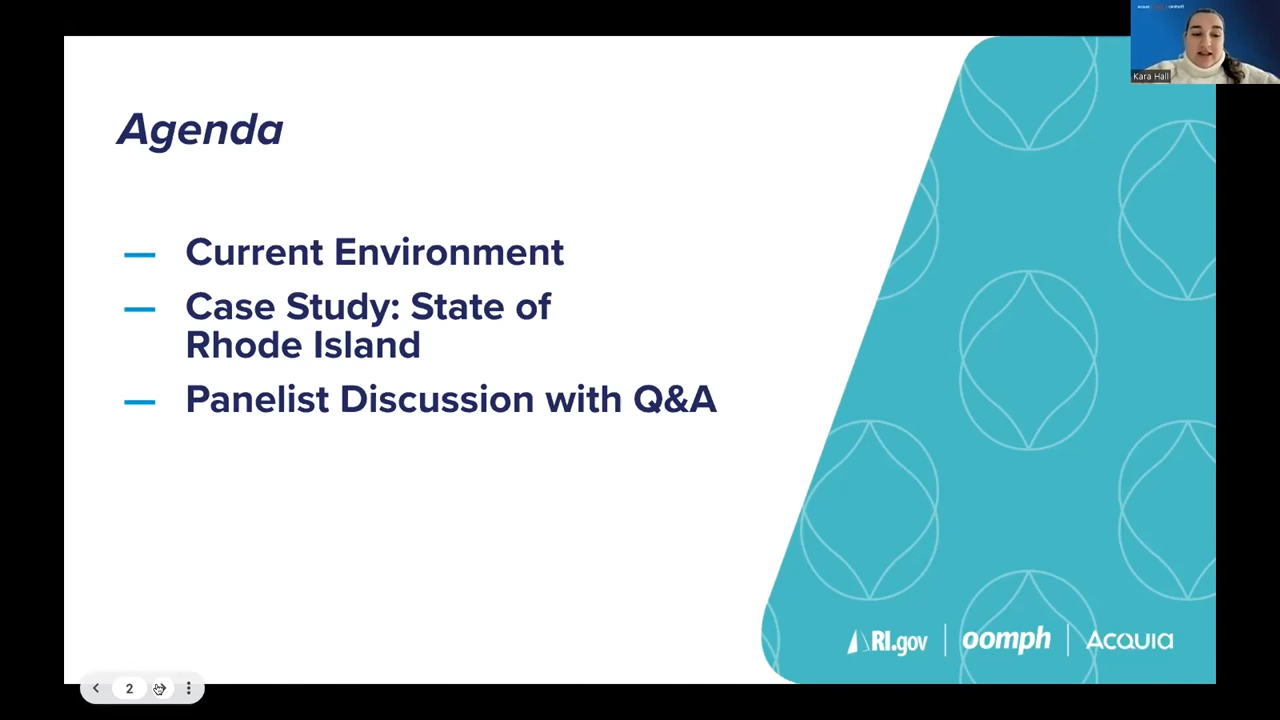 Kara Hall
Agenda
— Current Environment
— Case Study: State of
Rhode Island
— Panelist Discussion with Q&A
RI.gov | oomph | Acquia
2